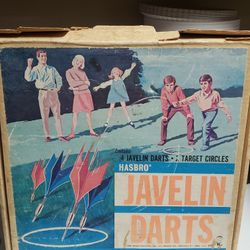 Contains
4 JAVELIN DARTS • 2 TARGET CIRCLES
HASBRO®
JAVELIN
DARTS